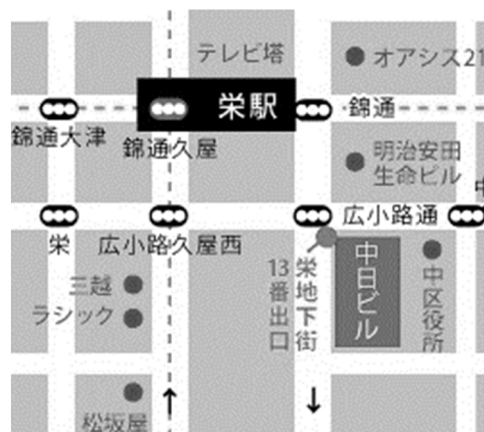 テレビ塔
オアシス21
栄駅
錦通
錦通大津
錦通久屋
明治安田
生命ビル
中
栄
広小路久屋西
広小路通
三越
ラシック
栄地下街
13番出口
中日ビル
中区役所
松坂屋